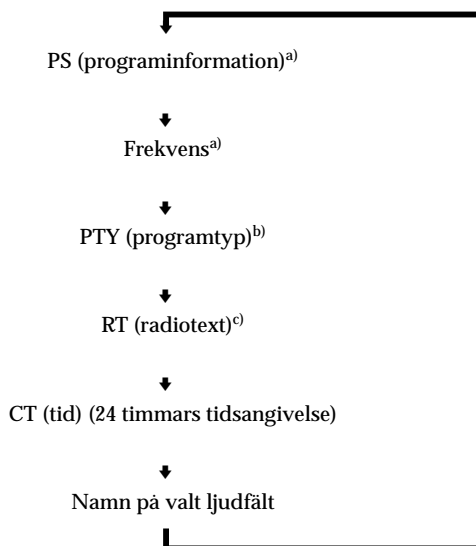 PS (programinformation)a)
Frekvensa)
PTY (programtyp)b)
RT (radiotext)c)
CT (tid) (24 timmars tidsangivelse)
Namn på valt ljudfält